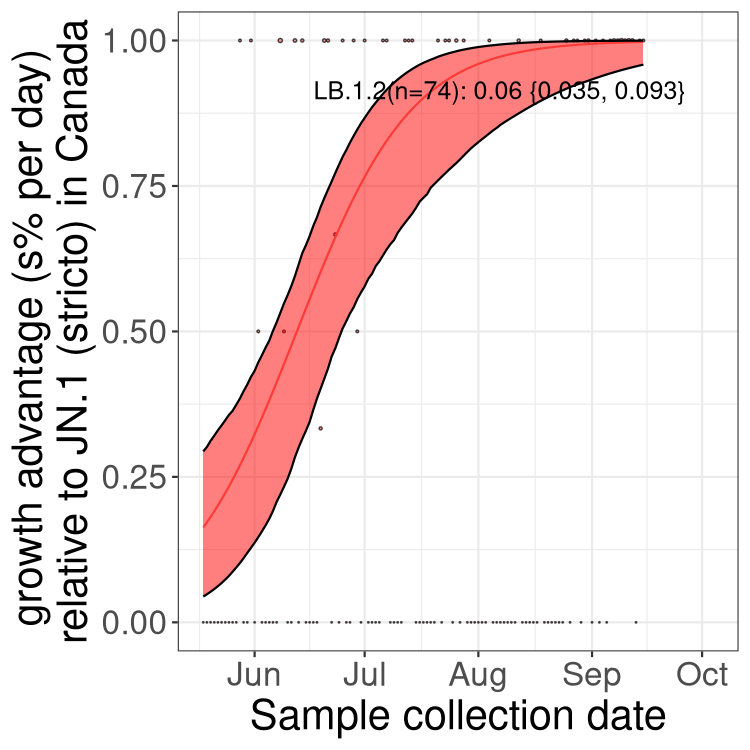 growth advantage (s% per day)
relative to JN.1 (stricto) in Canada
1.00
0.75
0.50
0.25
0.00
LB.1.2(n=74): 0.06 {0.035, 0.093}
Jun Jul Aug Sep Oct
Sample collection date